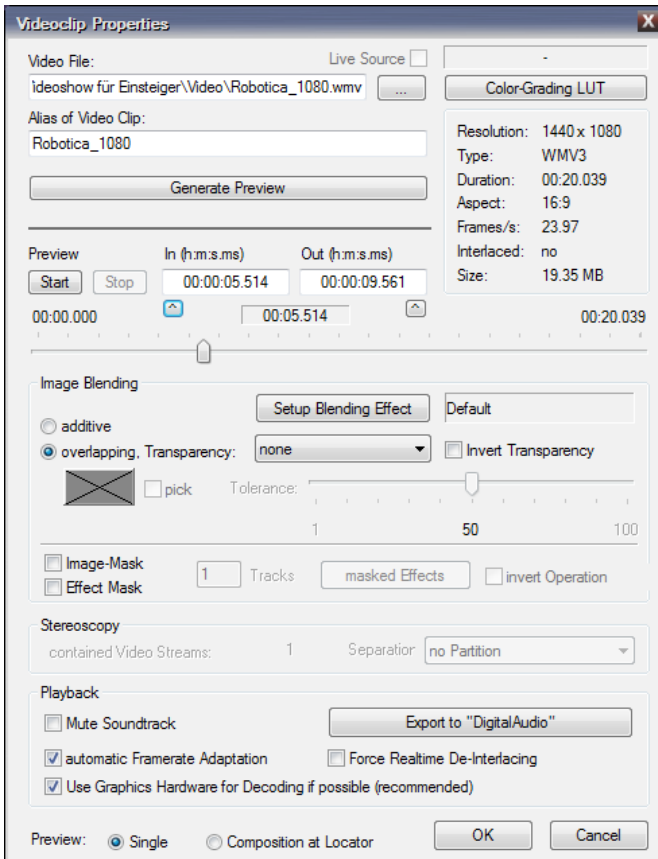 Videoclip Properties
X
Video File:
Live Source
-
ideoshow für Einsteiger\Video\Robotica_1080.wmv
...
Color-Grading LUT
Alias of Video Clip:
Robotica_1080
Resolution: 1440 x 1080
Type: WMV3
Duration: 00:20.039
Aspect: 16:9
Frames/s: 23.97
Interlaced: no
Size: 19.35 MB
Generate Preview
Preview In (h:m:s.ms) Out (h:m:s.ms)
Start Stop 00:00:05.514 00:00:09.561
00:00.000 00:05.514 00:20.039
Image Blending
Setup Blending Effect Default
additive
overlapping, Transparency: none Invert Transparency
pick Tolerance:
1 50 100
Image-Mask
Effect Mask
1 Tracks masked Effects invert Operation
Stereoscopy
contained Video Streams: 1 Separation no Partition
Playback
Mute Soundtrack Export to "DigitalAudio"
automatic Framerate Adaptation Force Realtime De-Interlacing
Use Graphics Hardware for Decoding if possible (recommended)
Preview: Single Composition at Locator OK Cancel